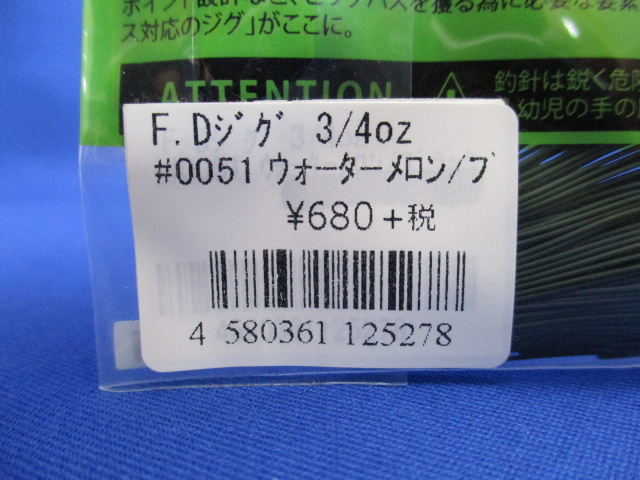 ポイント設計など、ビッグバスを獲る為に必要な要素
ス対応のジグ」がここに。
ATTENTION
釣針は鋭く危険
幼児の手の
F.Dジグ 3/4oz
#0051 ウォーターメロン/ブ
¥680+税
4 580361 125278